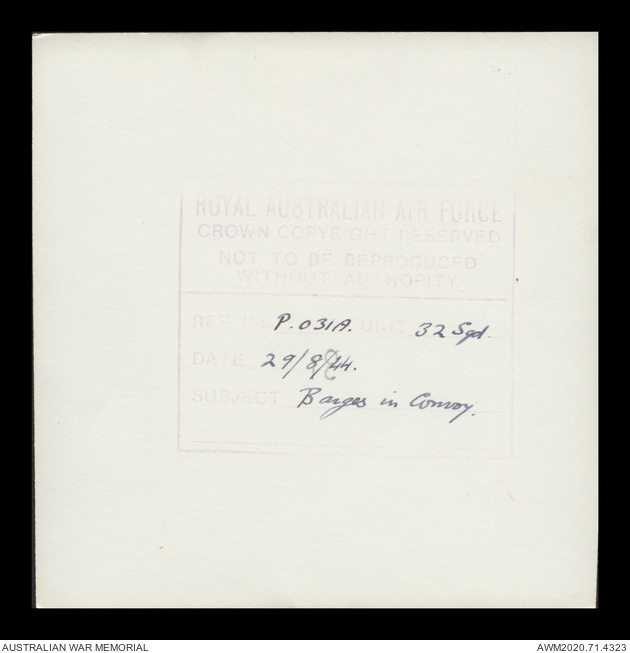 ROYAL AUSTRALIAN AIR FORCE
CROWN COPYRIGHT RESERVED
NOT TO BE REPRODUCED
WITHOUT AUTHORITY
REF. No. P.031A. UNIT 32 Sqd.
DATE 29/8/44.
SUBJECT Barges in Convoy.
AUSTRALIAN WAR MEMORIAL
AWM2020.71.4323